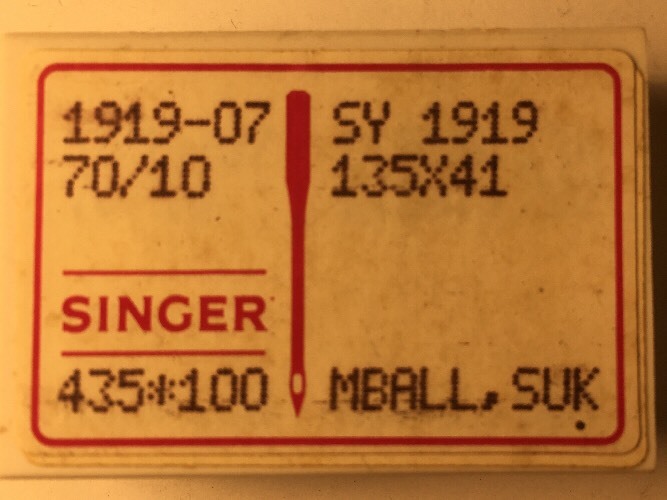 1919-07
70/10
SINGER
435*100
SY 1919
135X41
MBALL, SUK